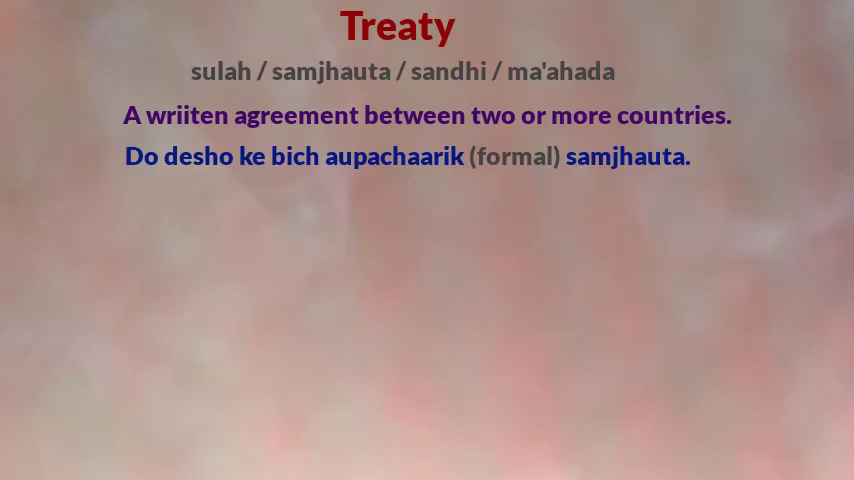 Treaty
sulah / samjhauta / sandhi / ma'ahada
A wriiten agreement between two or more countries.
Do desho ke bich aupachaarik (formal) samjhauta.